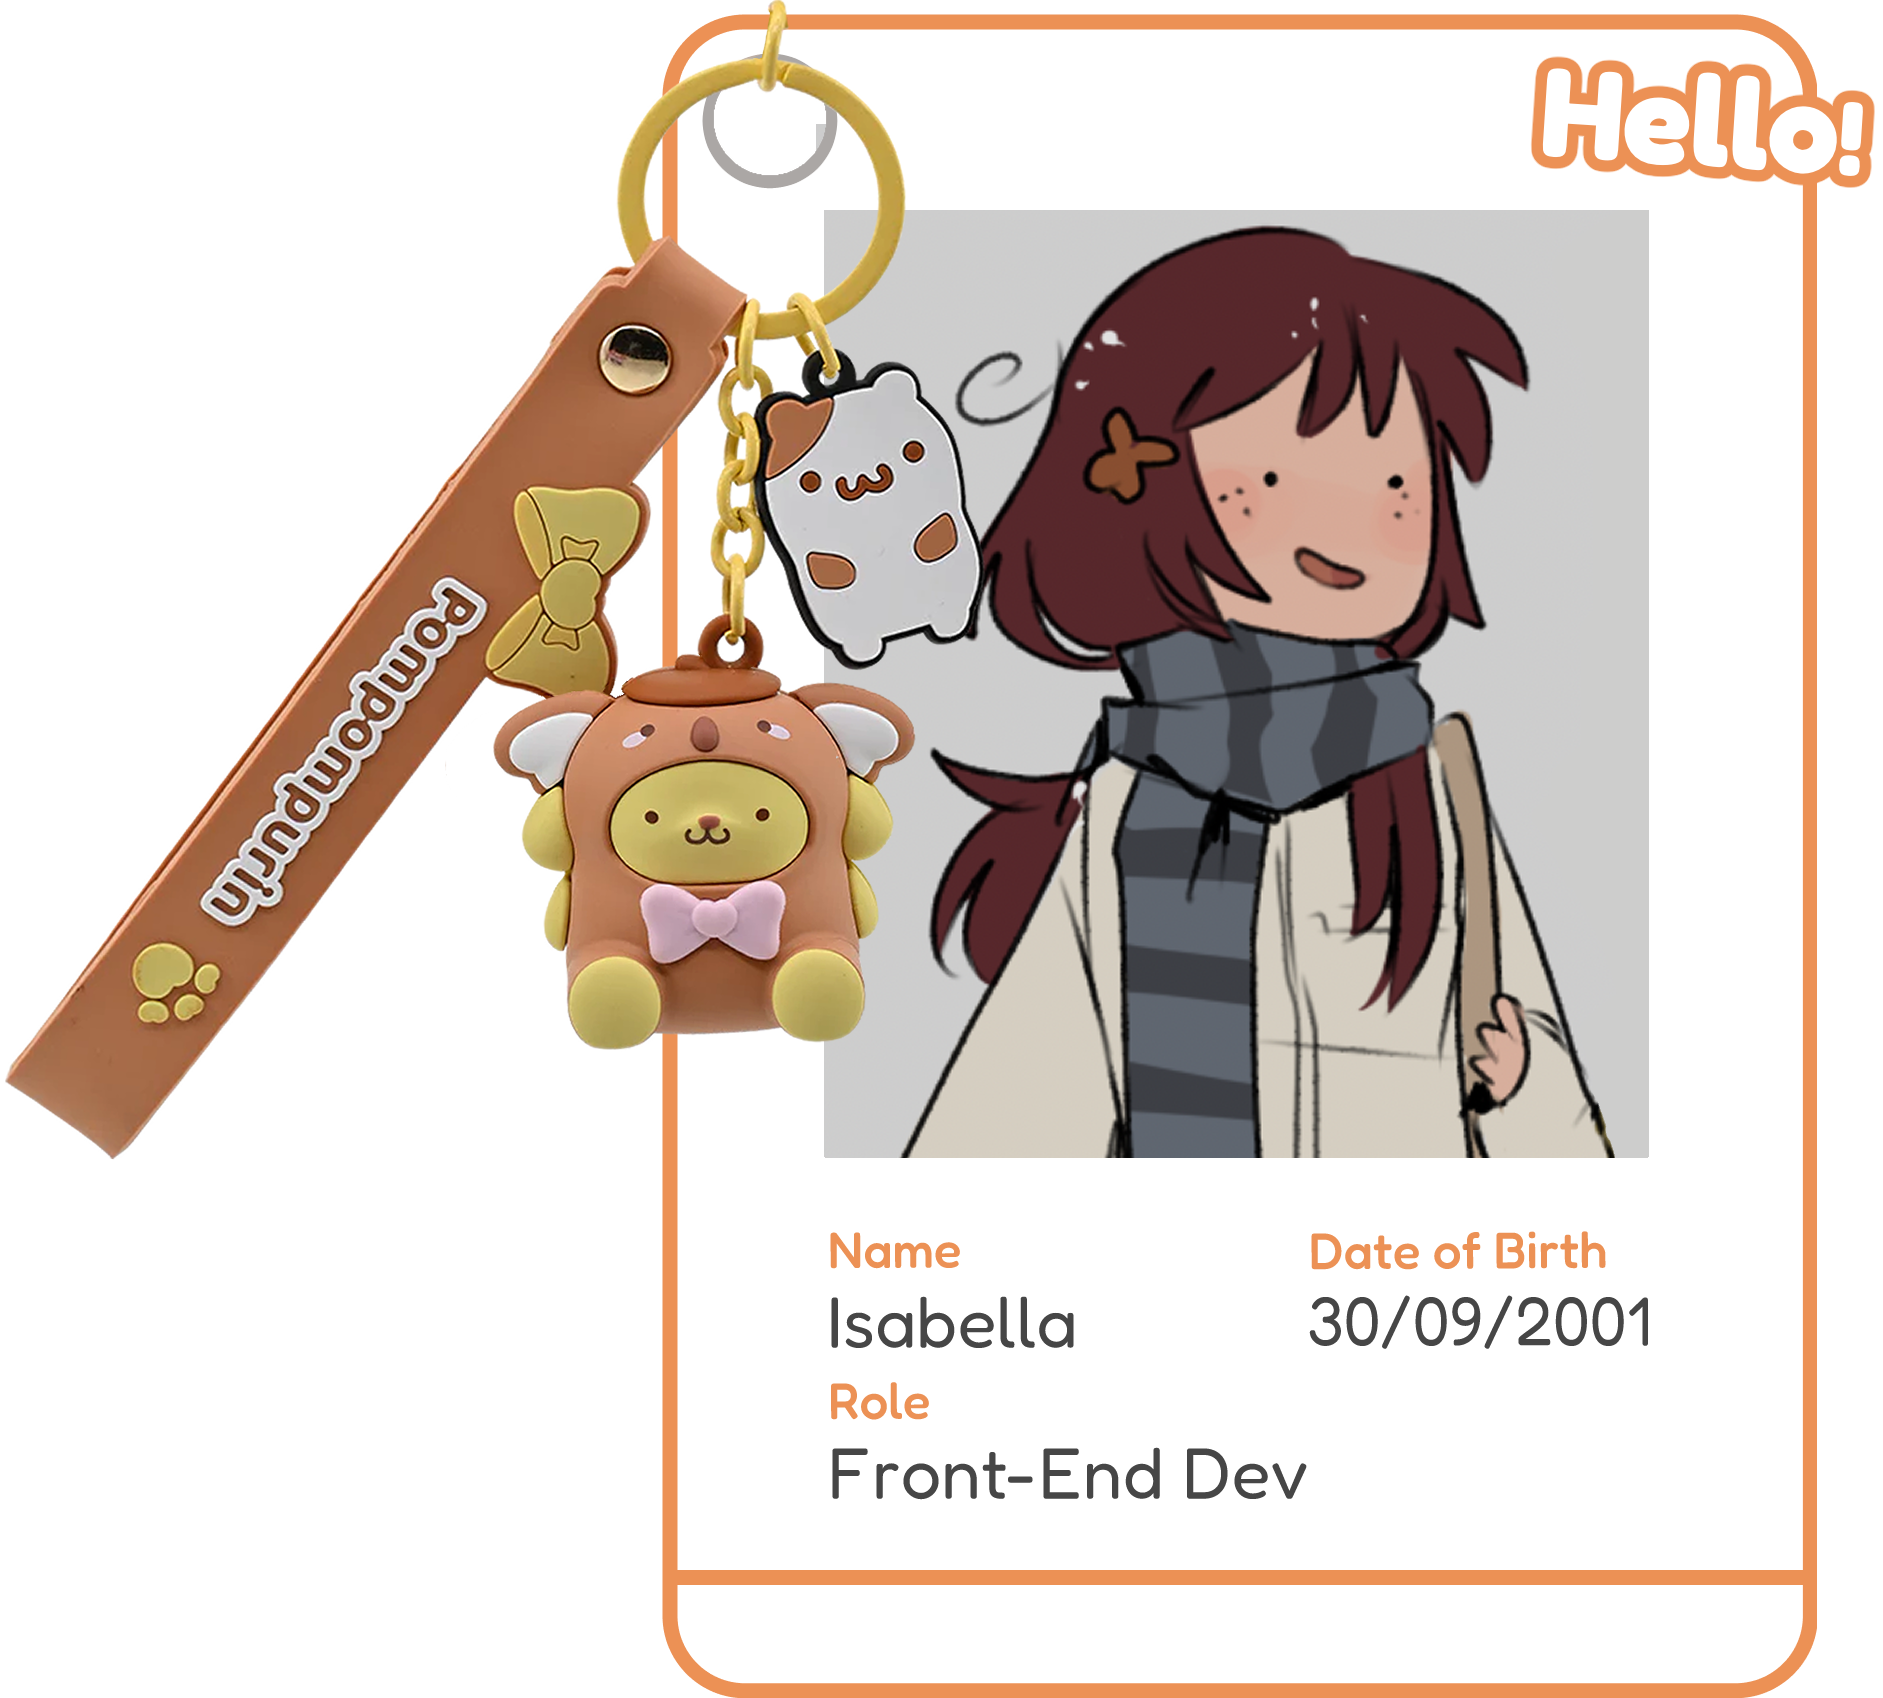 Hello!
Pompompurin
Name
Isabella
Date of Birth
30/09/2001
Role
Front-End Dev